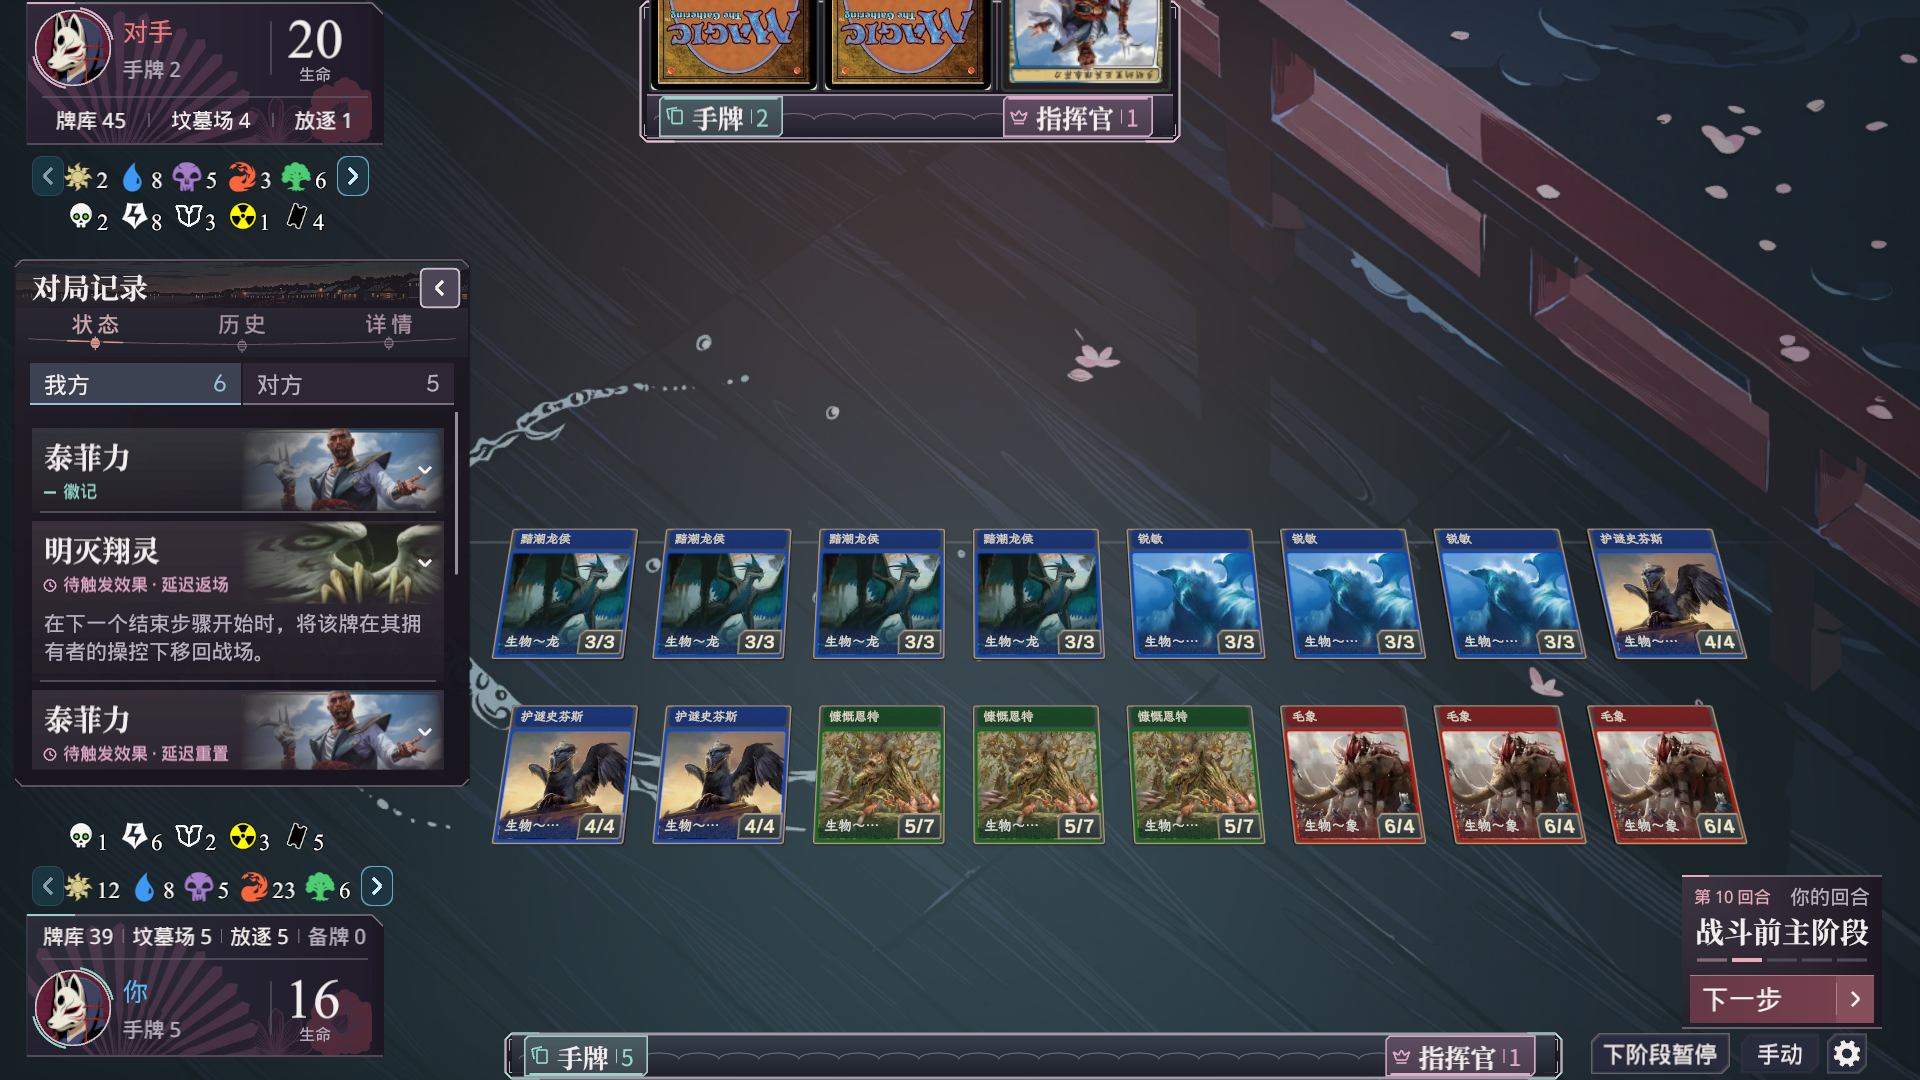 对手
手牌 2
20
生命
牌库 45
坟墓场 4
放逐 1
2 8 5 3 6
2 8 3 1 4
MAGIC
The Gathering
MAGIC
The Gathering
手牌 2
指挥官 1
对局记录
状态
历史
详情
我方 6
对方 5
泰菲力
徽记
明灭翔灵
待触发效果 · 延迟返场
在下一个结束步骤开始时，将该牌在其拥
有者的操控下移回战场。
泰菲力
待触发效果 · 延迟重置
黯潮龙侯
生物～龙
3/3
黯潮龙侯
生物～龙
3/3
黯潮龙侯
生物～龙
3/3
黯潮龙侯
生物～龙
3/3
锐敏
生物～…
3/3
锐敏
生物～…
3/3
锐敏
生物～…
3/3
护谜史芬斯
生物～…
4/4
护谜史芬斯
生物～…
4/4
护谜史芬斯
生物～…
4/4
慷慨恩特
生物～…
5/7
慷慨恩特
生物～…
5/7
慷慨恩特
生物～…
5/7
毛象
生物～象
6/4
毛象
生物～象
6/4
毛象
生物～象
6/4
1 6 2 3 5
12 8 5 23 6
牌库 39
坟墓场 5
放逐 5
备牌 0
你
手牌 5
16
生命
手牌 5
指挥官 1
第 10 回合
你的回合
战斗前主阶段
下一步
下阶段暂停
手动